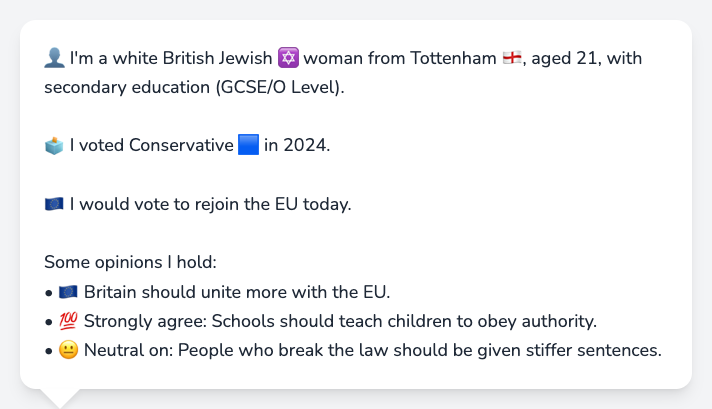 👤 I'm a white British Jewish ✡️ woman from Tottenham 🏴󠁧󠁢󠁥󠁮󠁧󠁿, aged 21, with
secondary education (GCSE/O Level).
🗳️ I voted Conservative 🟦 in 2024.
🇪🇺 I would vote to rejoin the EU today.
Some opinions I hold:
• 🇪🇺 Britain should unite more with the EU.
• 💯 Strongly agree: Schools should teach children to obey authority.
• 😐 Neutral on: People who break the law should be given stiffer sentences.